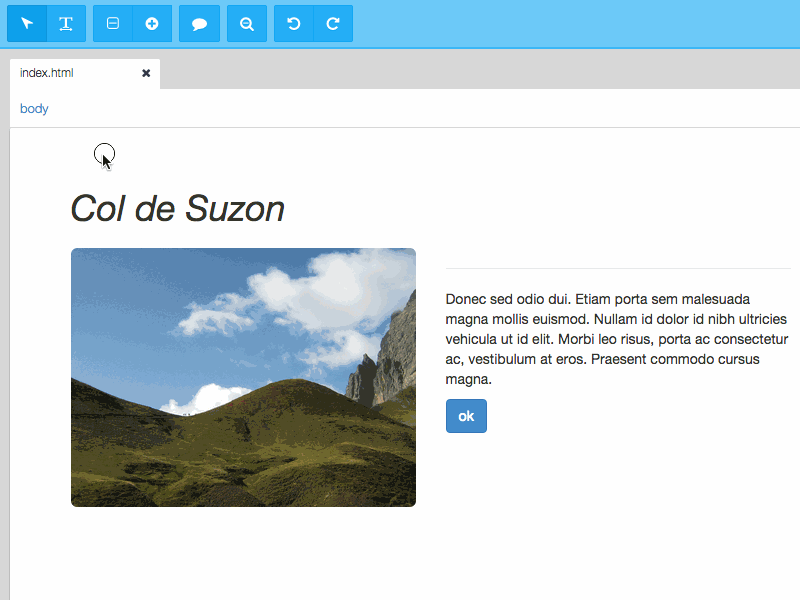 index.html
body
Col de Suzon
Donec sed odio dui. Etiam porta sem malesuada
magna mollis euismod. Nullam id dolor id nibh ultricies
vehicula ut id elit. Morbi leo risus, porta ac consectetur
ac, vestibulum at eros. Praesent commodo cursus
magna.
ok